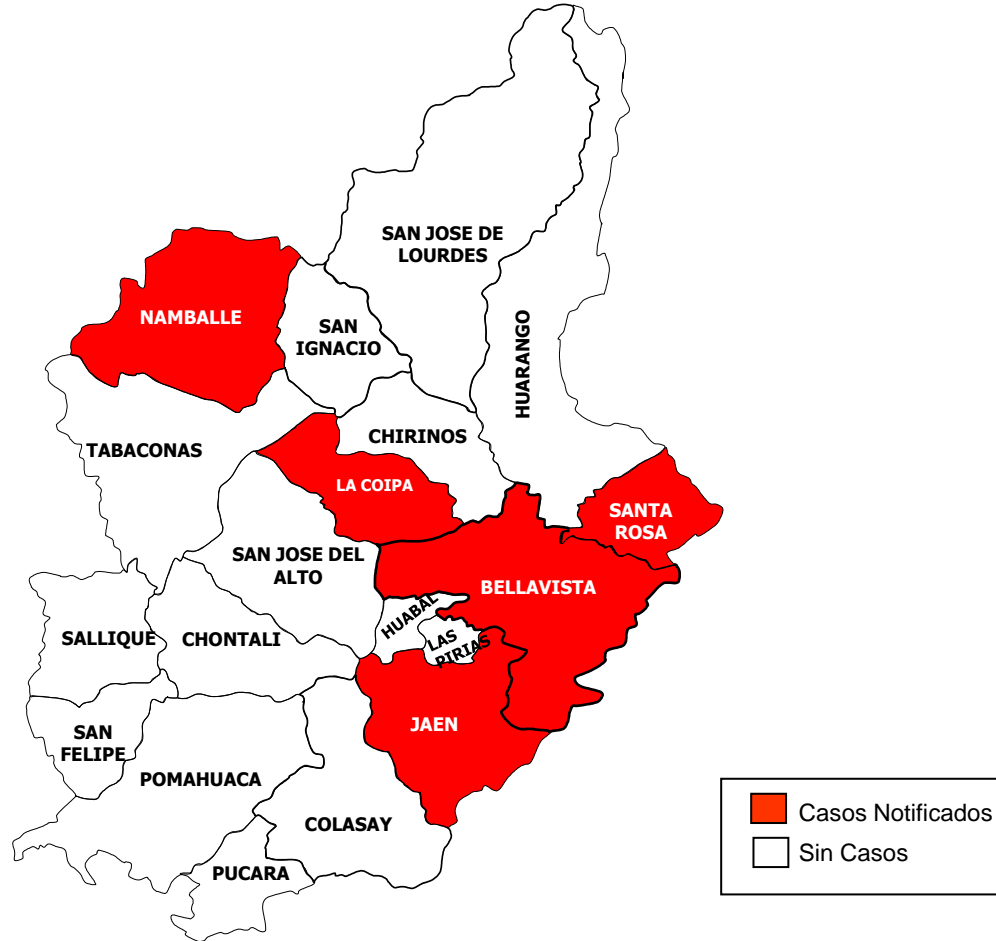 SAN JOSE DE
LOURDES
NAMBALLE
SAN
IGNACIO
HUARANGO
TABACONAS
CHIRINOS
LA COIPA
SANTA
ROSA
SAN JOSE DEL
ALTO
BELLAVISTA
HUABAL
SALLIQUE
CHONTALI
LAS
PIRIAS
JAEN
SAN
FELIPE
POMAHUACA
COLASAY
PUCARA
Casos Notificados
Sin Casos